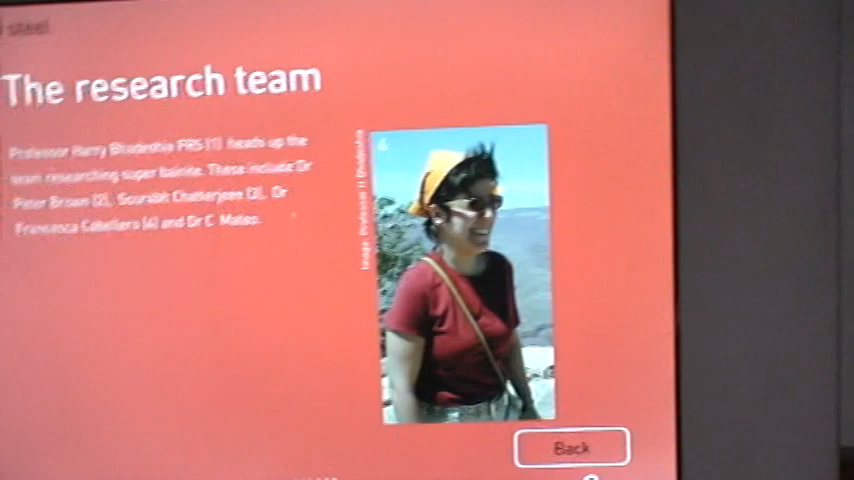 steel
The research team
Professor Harry Bhadeshia FRS [1] heads up the
team researching super bainite. These include Dr
Peter Brown [2], Sourabh Chatterjee [3], Dr
Francesca Caballero [4] and Dr C Mateo.
4
Image: Professor H Bhadeshia
Back